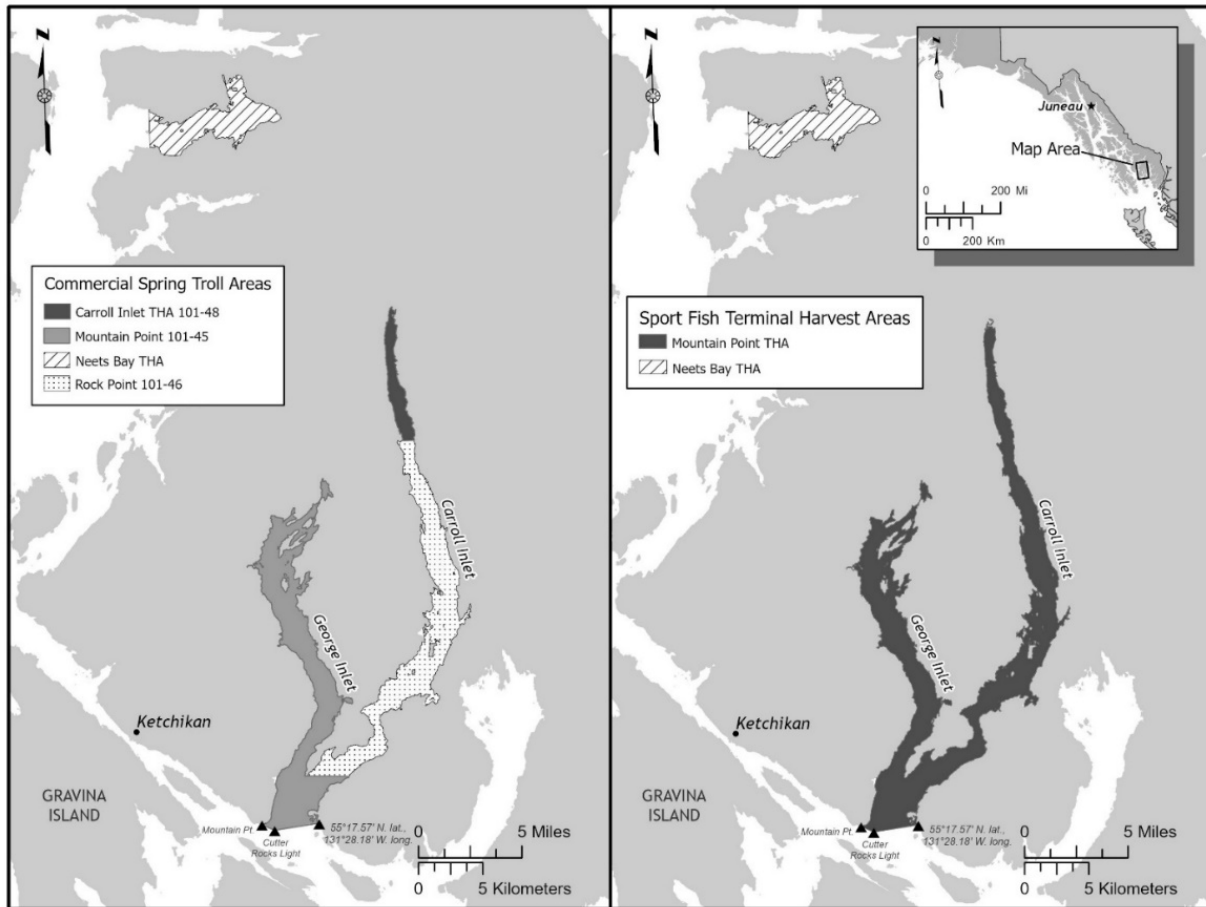 N
Commercial Spring Troll Areas
Carroll Inlet THA 101-48
Mountain Point 101-45
Neets Bay THA
Rock Point 101-46
Carroll Inlet
George Inlet
Ketchikan
GRAVINA
ISLAND
Mountain Pt.
Cutter
Rocks Light
55°17.57' N. lat.,
131°28.18' W. long.
0 5 Miles
0 5 Kilometers
N
N
Juneau
Map Area
0 200 Mi
0 200 Km
Sport Fish Terminal Harvest Areas
Mountain Point THA
Neets Bay THA
Carroll Inlet
George Inlet
Ketchikan
GRAVINA
ISLAND
Mountain Pt.
Cutter
Rocks Light
55°17.57' N. lat.,
131°28.18' W. long.
0 5 Miles
0 5 Kilometers